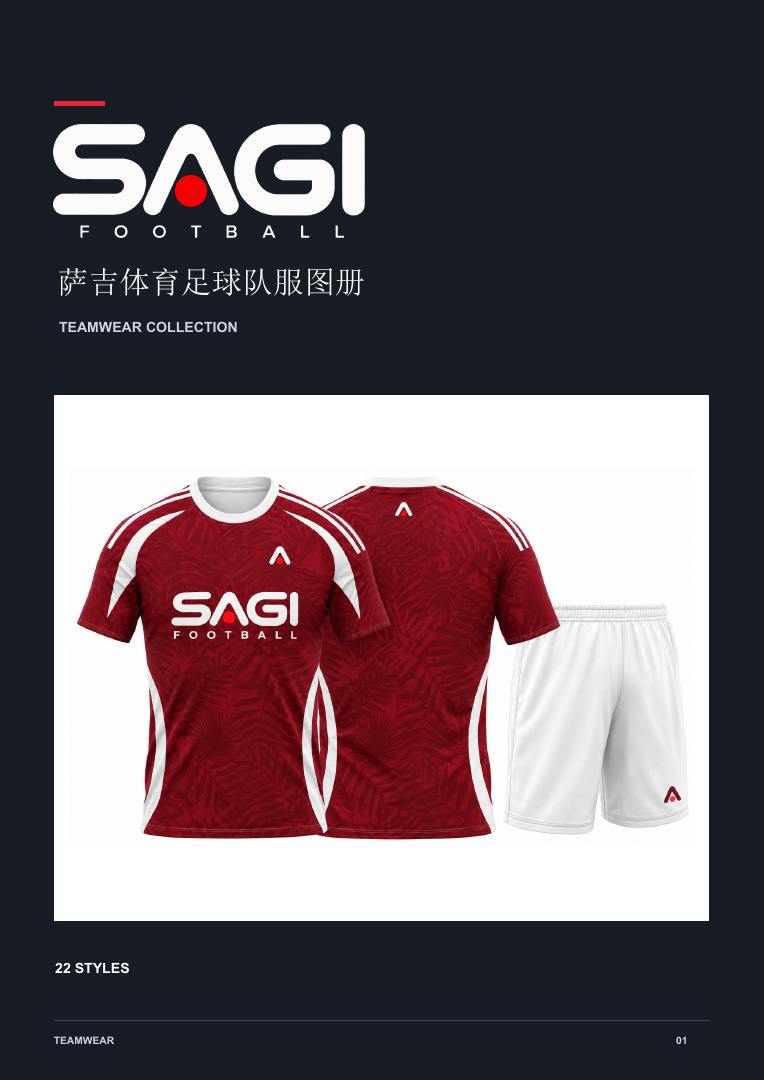 SAGI
FOOTBALL
萨吉体育足球队服图册
TEAMWEAR COLLECTION
SAGI
FOOTBALL
22 STYLES
TEAMWEAR
01